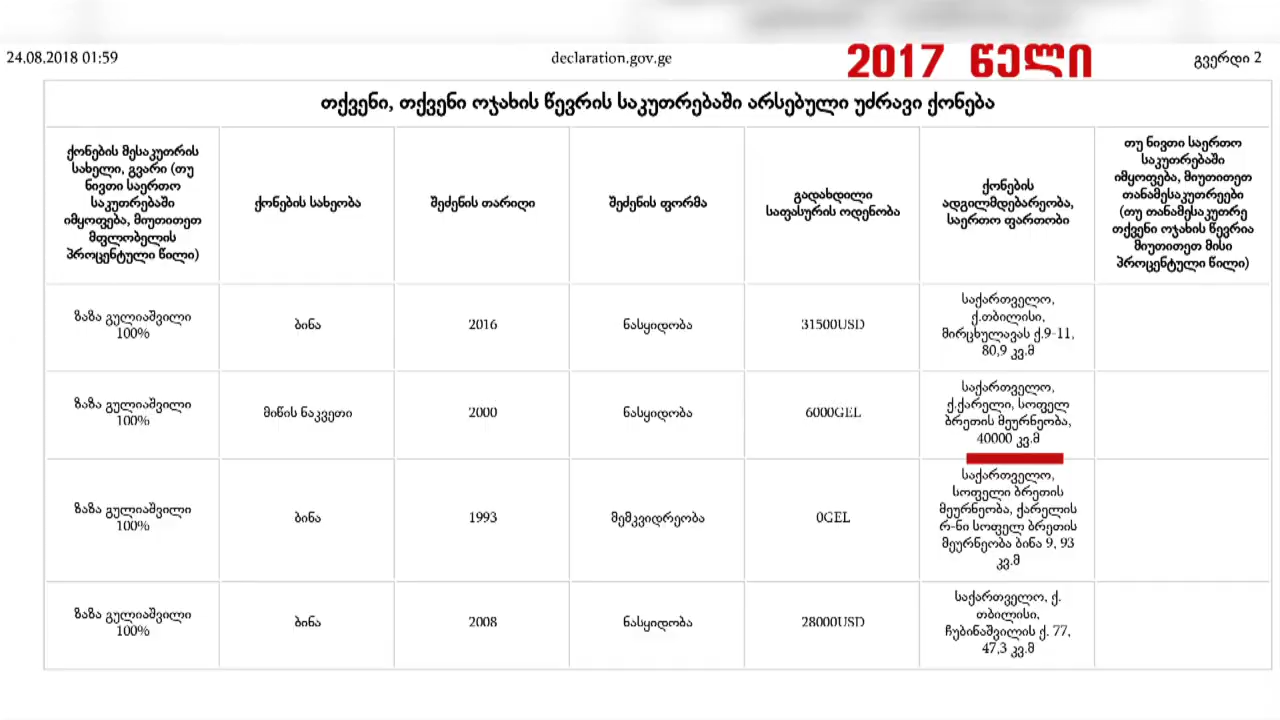 24.08.2018 01:59
declaration.gov.ge
2017 წელი
გვერდი 2
თქვენი, თქვენი ოჯახის წევრის საკუთრებაში არსებული უძრავი ქონება
ქონების მესაკუთრის
სახელი, გვარი (თუ
ნივთი საერთო
საკუთრებაში
იმყოფება, მიუთითეთ
მფლობელის
პროცენტული წილი)
ქონების სახეობა
შეძენის თარიღი
შეძენის ფორმა
გადახდილი
საფასურის ოდენობა
ქონების
ადგილმდებარეობა,
საერთო ფართობი
თუ ნივთი საერთო
საკუთრებაში
იმყოფება, მიუთითეთ
თანამესაკუთრეები
(თუ თანამესაკუთრე
თქვენი ოჯახის წევრია
მიუთითეთ მისი
პროცენტული წილი)
ზაზა გულიაშვილი
100%
ბინა
2016
ნასყიდობა
31500USD
საქართველო,
ქ.თბილისი,
მირცხულავას ქ.9-11,
80,9 კვ.მ
ზაზა გულიაშვილი
100%
მიწის ნაკვეთი
2000
ნასყიდობა
6000GEL
საქართველო,
ქ.ქარელი, სოფელ
ბრეთის მეურნეობა,
40000 კვ.მ
ზაზა გულიაშვილი
100%
ბინა
1993
მემკვიდრეობა
0GEL
საქართველო,
სოფელი ბრეთის
მეურნეობა, ქარელის
რ-ნი სოფელ ბრეთის
მეურნეობა ბინა 9, 93
კვ.მ
ზაზა გულიაშვილი
100%
ბინა
2008
ნასყიდობა
28000USD
საქართველო, ქ.
თბილისი,
ჩუბინაშვილის ქ. 77,
47,3 კვ.მ